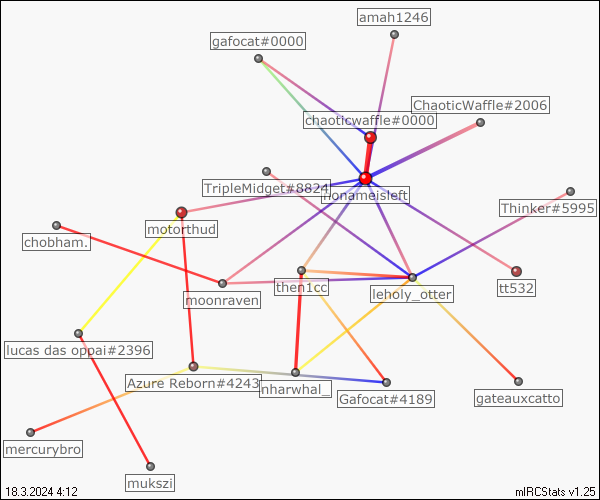 amah1246
gafocat#0000
ChaoticWaffle#2006
chaoticwaffle#0000
TripleMidget#8824
nonameisleft
Thinker#5995
motorthud
chobham.
tt532
then1cc
leholy_otter
moonraven
lucas das oppai#2396
Azure Reborn#4243
nharwhal_
Gafocat#4189
gateauxcatto
mercurybro
mukszi
18.3.2024 4:12
mIRCStats v1.25